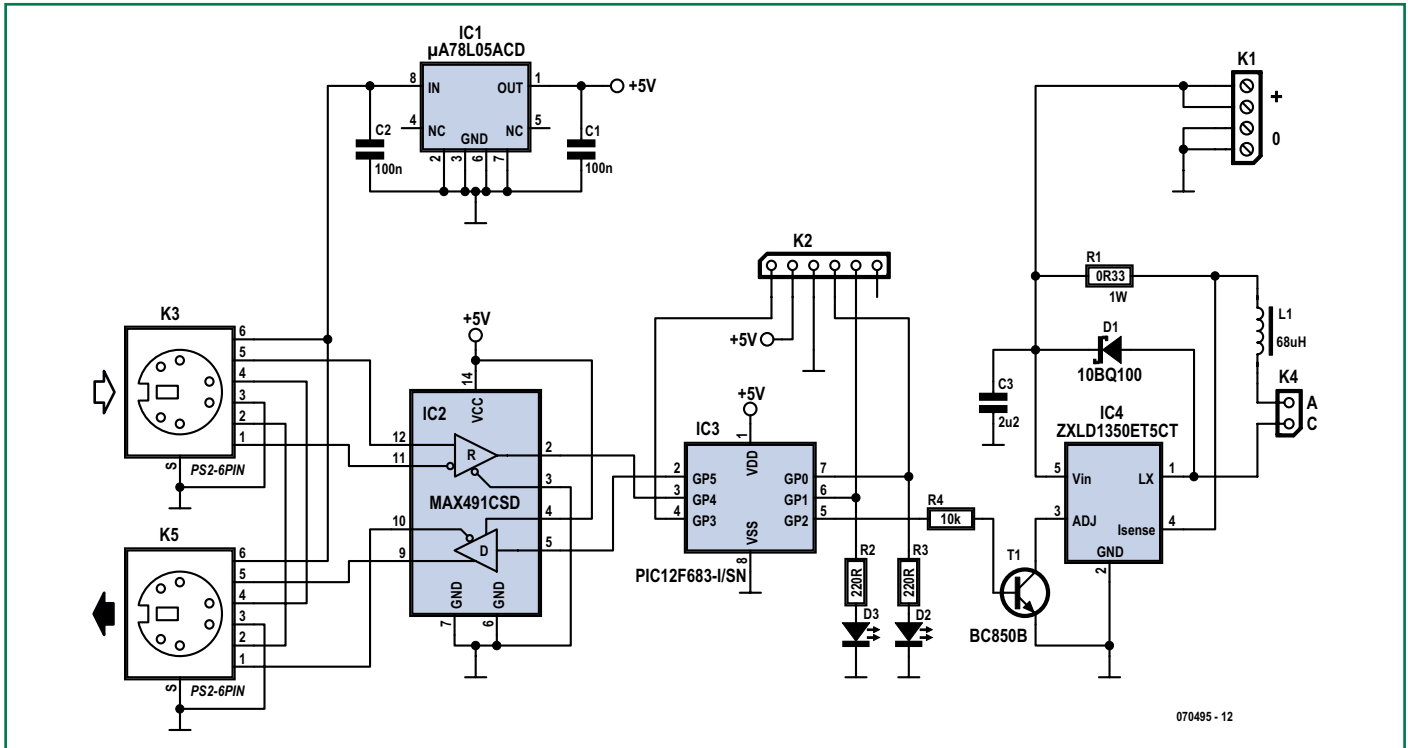 IC1
µA78L05ACD
8
IN
OUT
1
+5V
4
NC
NC
5
GND
2
3
6
7
C2
100n
C1
100n
K1
+
0
K3
6
5
4
3
2
1
S
PS2-6PIN
K5
6
5
4
3
2
1
S
PS2-6PIN
+5V
14
VCC
IC2
12
11
R
2
3
MAX491CSD
4
10
9
D
5
GND
GND
7
6
K2
+5V
+5V
1
IC3
VDD
2
GP5
GP0
7
3
GP4
GP1
6
4
GP3
GP2
5
VSS
8
PIC12F683-I/SN
R2
220R
R3
220R
D3
D2
R4
10k
T1
BC850B
R1
0R33
1W
L1
68uH
D1
10BQ100
C3
2u2
K4
A
C
IC4
ZXLD1350ET5CT
5
Vin
LX
1
3
ADJ
Isense
4
GND
2
070495 - 12